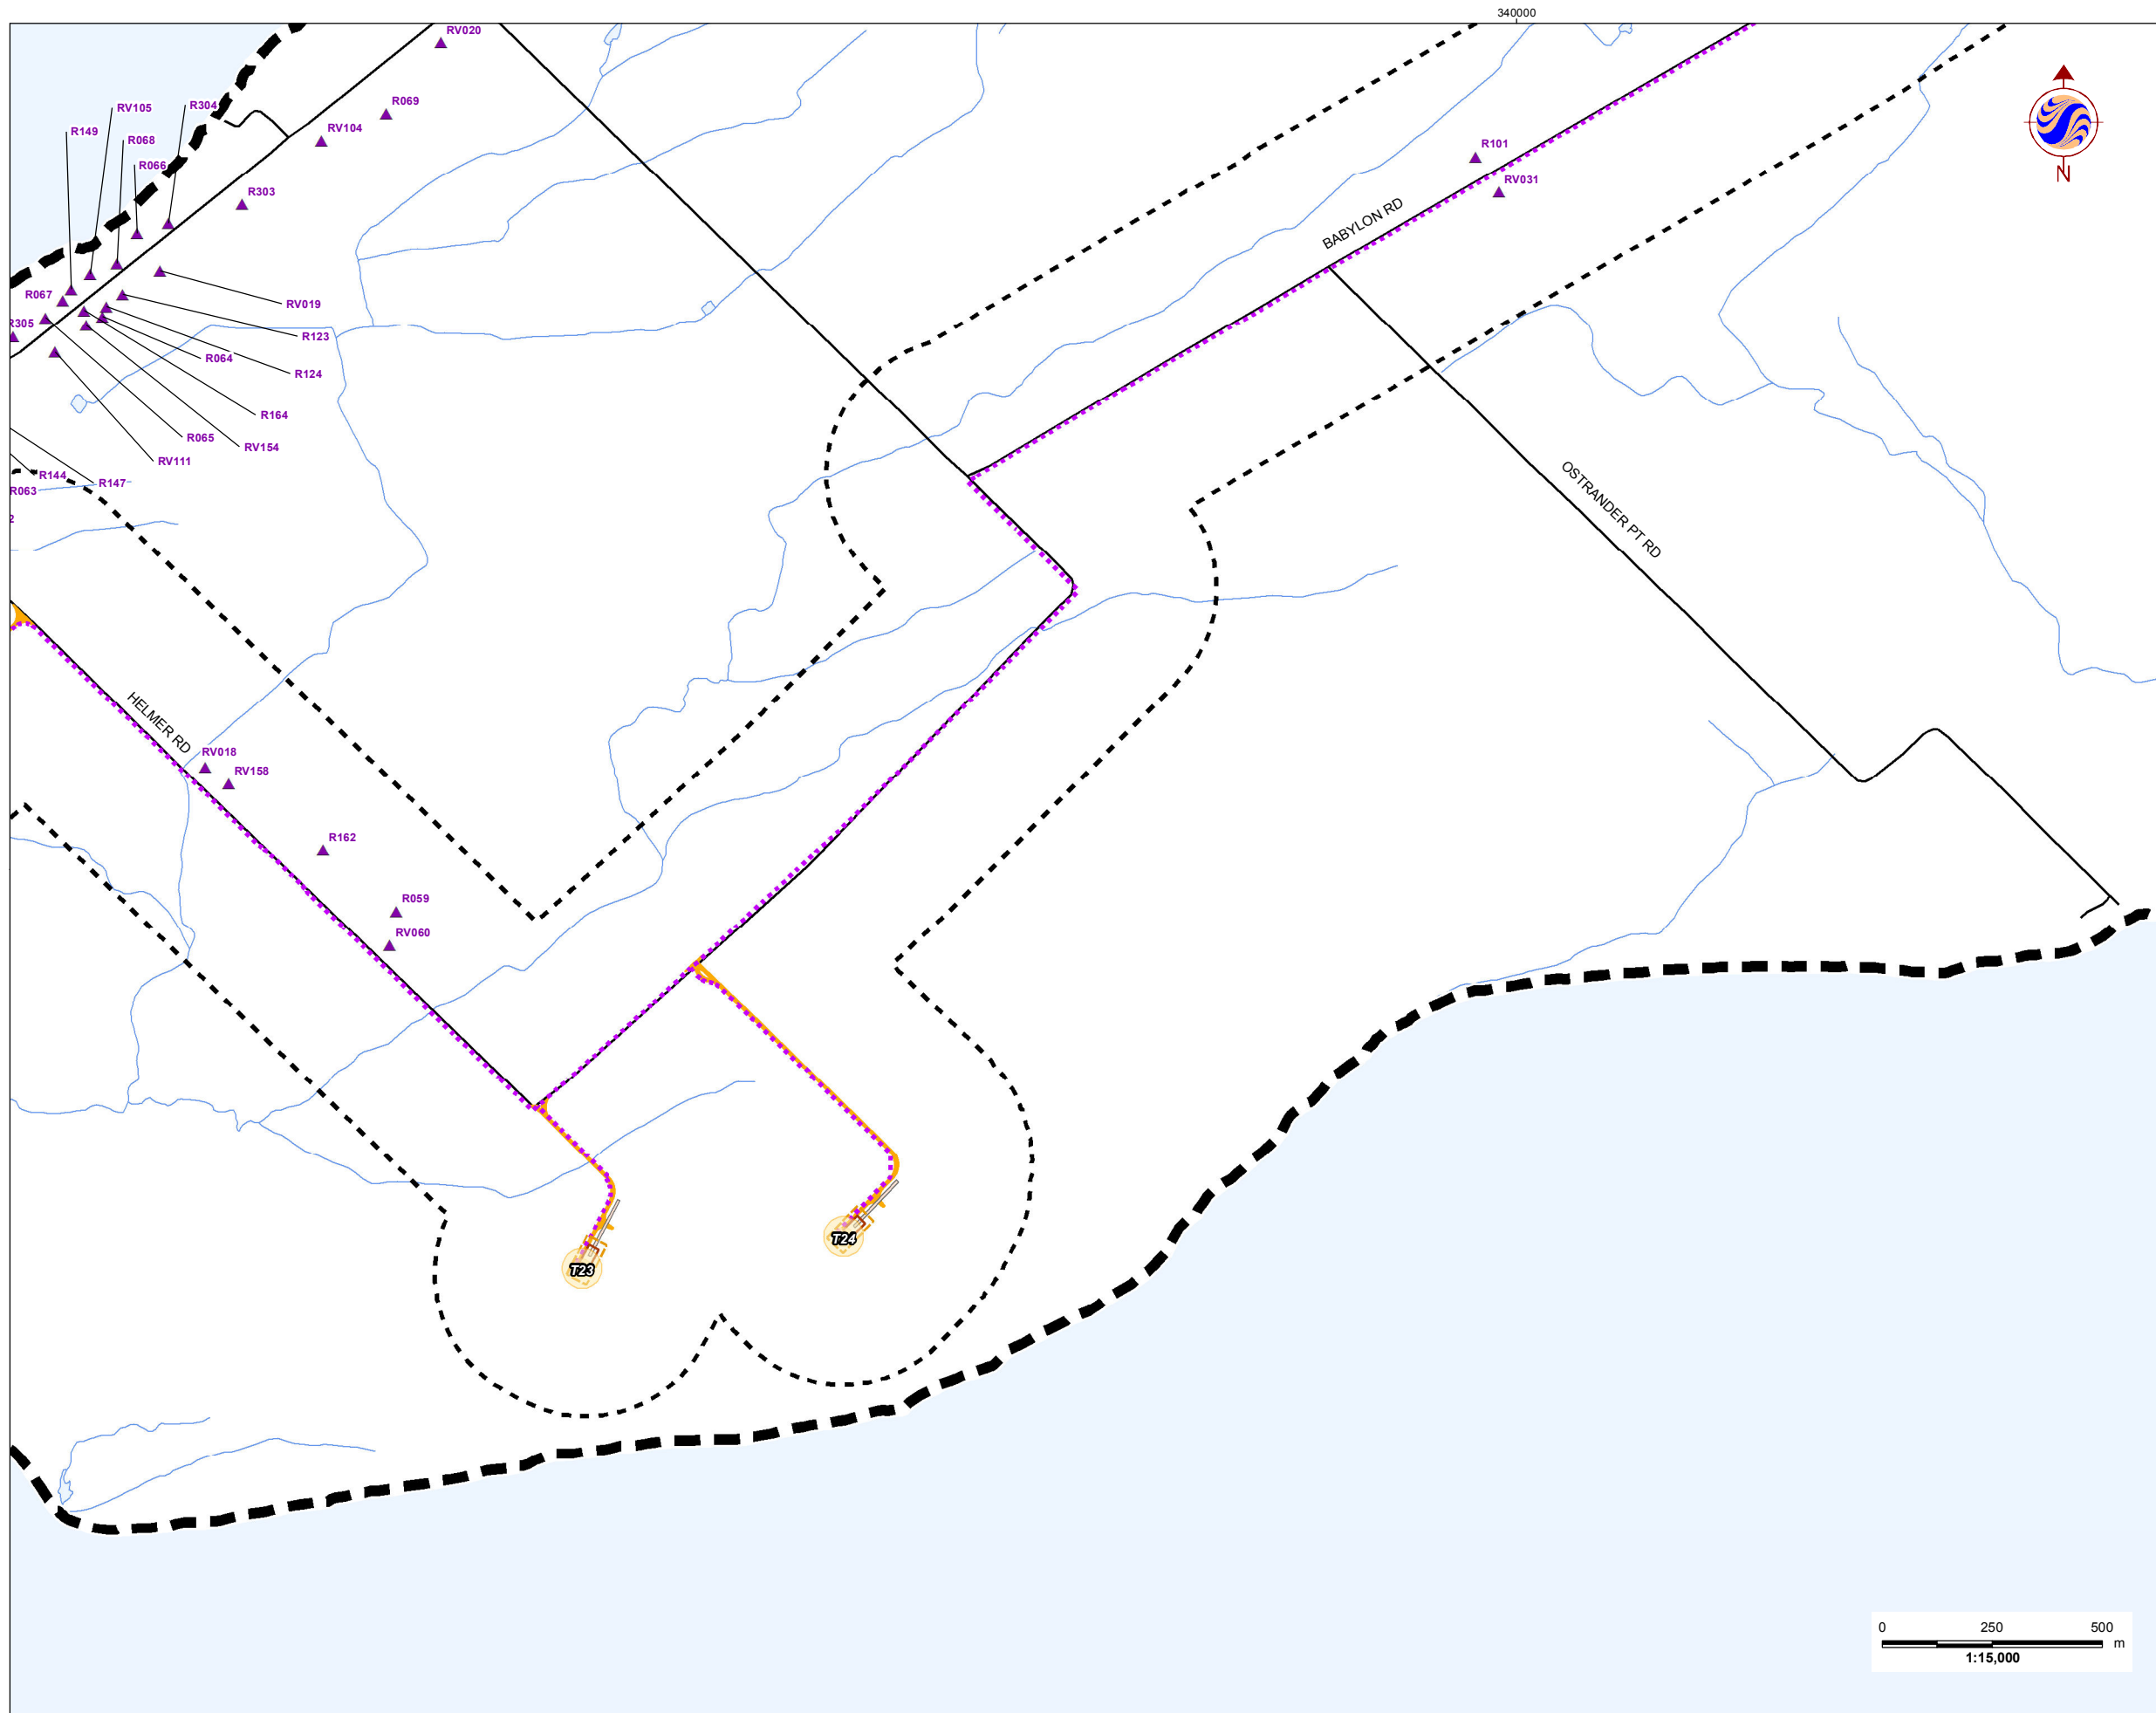 340000
RV020
RV105
R304
R069
R149
RV104
R068
R101
R066
RV031
R303
BABYLON RD
R067
RV019
R305
R123
R064
R124
R164
R065
RV154
RV111
R144
R147
R063
2
OSTRANDER PT RD
HELMER RD
RV018
RV158
R162
R059
RV060
T24
T23
N
0 250 500
m
1:15,000